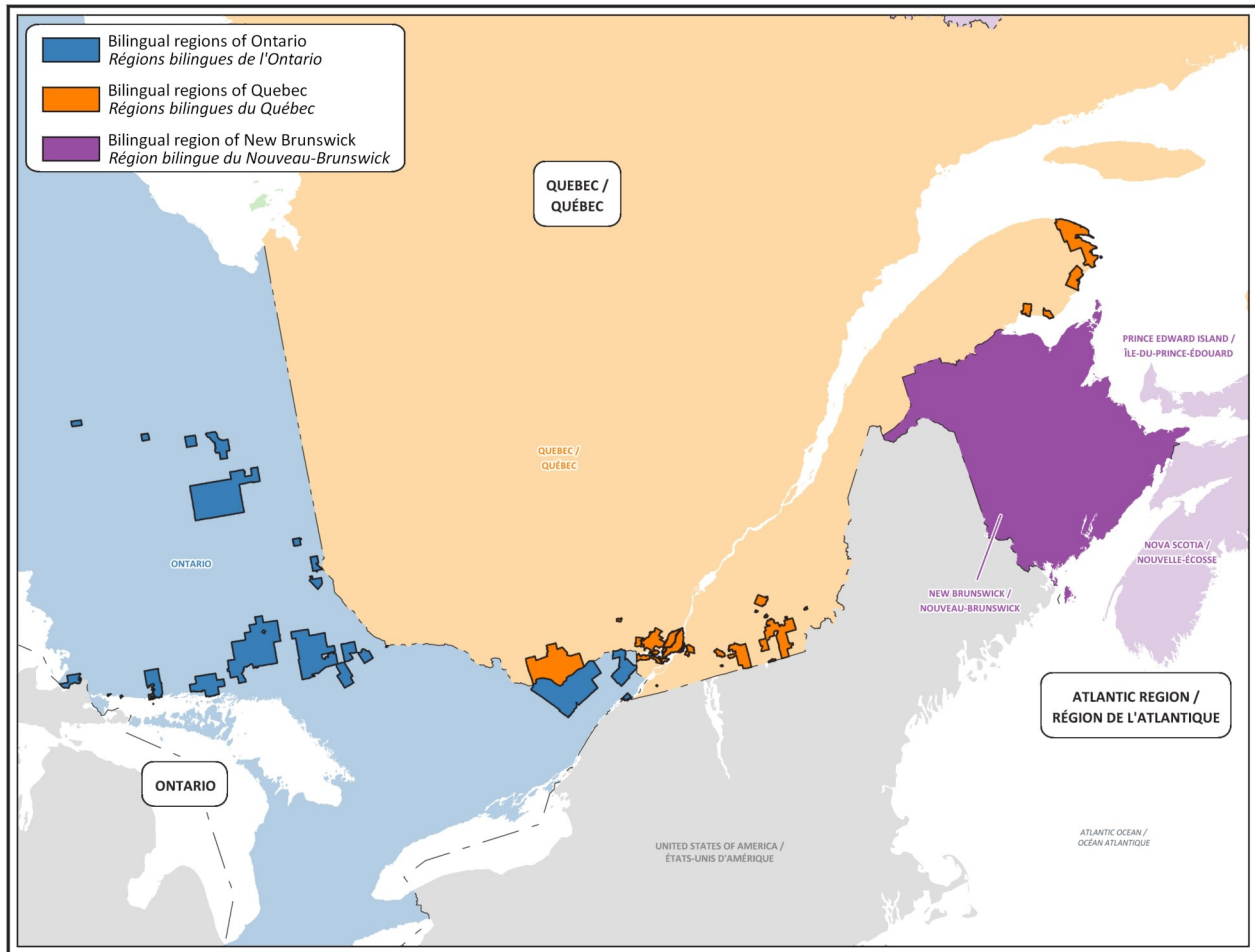 Bilingual regions of Ontario
Régions bilingues de l'Ontario
Bilingual regions of Quebec
Régions bilingues du Québec
Bilingual region of New Brunswick
Région bilingue du Nouveau-Brunswick
QUEBEC /
QUÉBEC
PRINCE EDWARD ISLAND /
ÎLE-DU-PRINCE-ÉDOUARD
QUEBEC /
QUÉBEC
ONTARIO
NOVA SCOTIA /
NOUVELLE-ÉCOSSE
NEW BRUNSWICK /
NOUVEAU-BRUNSWICK
ATLANTIC REGION /
RÉGION DE L'ATLANTIQUE
ONTARIO
UNITED STATES OF AMERICA /
ÉTATS-UNIS D'AMÉRIQUE
ATLANTIC OCEAN /
OCÉAN ATLANTIQUE